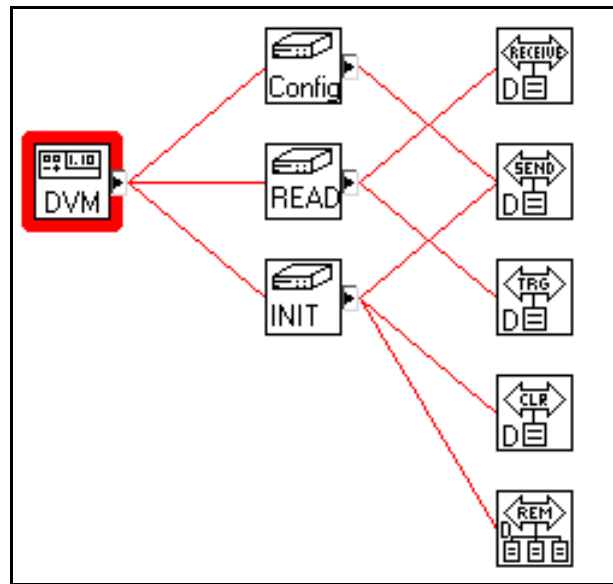 RECEIVE
D
Config
SEND
D
1.10
DVM
READ
TRG
D
INIT
CLR
D
REM
D